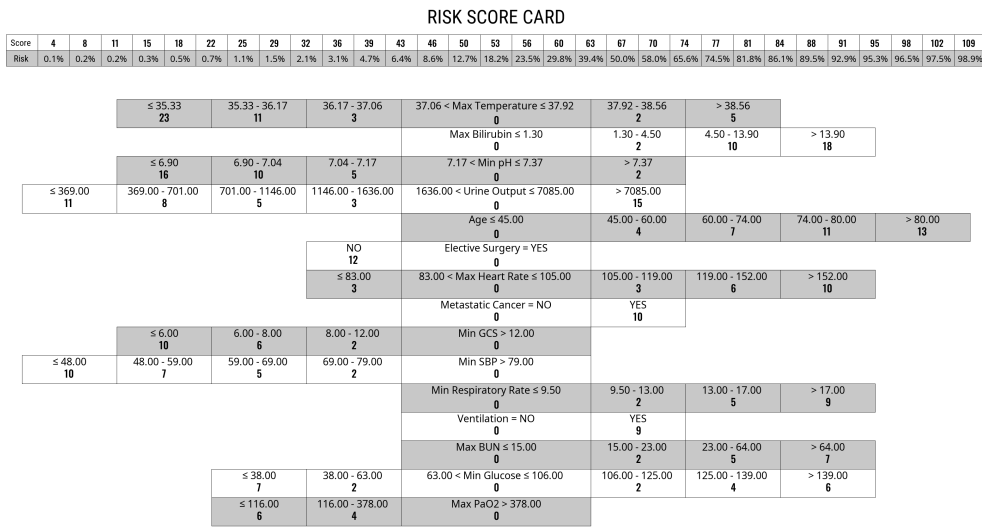 RISK SCORE CARD
Score 4 8 11 15 18 22 25 29 32 36 39 43 46 50 53 56 60 63 67 70 74 77 81 84 88 91 95 98 102 109
Risk 0.1% 0.2% 0.2% 0.3% 0.5% 0.7% 1.1% 1.5% 2.1% 3.1% 4.7% 6.4% 8.6% 12.7% 18.2% 23.5% 29.8% 39.4% 50.0% 58.0% 65.6% 74.5% 81.8% 86.1% 89.5% 92.9% 95.3% 96.5% 97.5% 98.9%
≤ 35.33 35.33 - 36.17 36.17 - 37.06 37.06 < Max Temperature ≤ 37.92 37.92 - 38.56 > 38.56
23 11 3 0 2 5
Max Bilirubin ≤ 1.30 1.30 - 4.50 4.50 - 13.90 > 13.90
0 2 10 18
≤ 6.90 6.90 - 7.04 7.04 - 7.17 7.17 < Min pH ≤ 7.37 > 7.37
16 10 5 0 2
≤ 369.00 369.00 - 701.00 701.00 - 1146.00 1146.00 - 1636.00 1636.00 < Urine Output ≤ 7085.00 > 7085.00
11 8 5 3 0 15
Age ≤ 45.00 45.00 - 60.00 60.00 - 74.00 74.00 - 80.00 > 80.00
0 4 7 11 13
NO Elective Surgery = YES
12 0
≤ 83.00 83.00 < Max Heart Rate ≤ 105.00 105.00 - 119.00 119.00 - 152.00 > 152.00
3 0 3 6 10
Metastatic Cancer = NO YES
0 10
≤ 6.00 6.00 - 8.00 8.00 - 12.00 Min GCS > 12.00
10 6 3 0
≤ 48.00 48.00 - 59.00 59.00 - 69.00 69.00 - 79.00 Min SBP > 79.00
10 7 5 2 0
Min Respiratory Rate ≤ 9.50 9.50 - 13.00 13.00 - 17.00 > 17.00
0 2 5 9
Ventilation = NO YES
0 9
Max BUN ≤ 15.00 15.00 - 23.00 23.00 - 64.00 > 64.00
0 2 5 7
≤ 38.00 38.00 - 63.00 63.00 < Min Glucose ≤ 106.00 106.00 - 125.00 125.00 - 139.00 > 139.00
7 2 0 2 4 6
≤ 116.00 116.00 - 378.00 Max PaO2 > 378.00
6 4 0